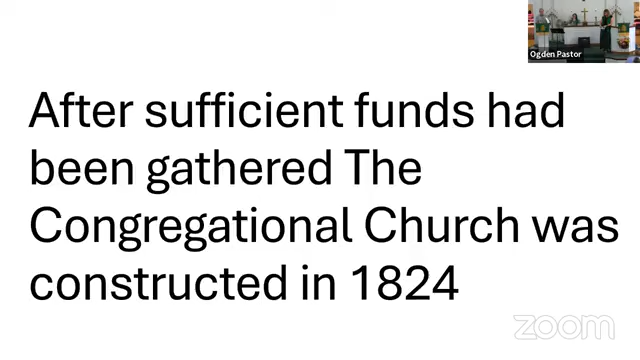 Ogden Pastor
After sufficient funds had
been gathered The
Congregational Church was
constructed in 1824
zoom